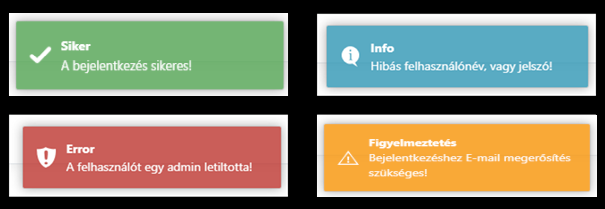 Siker
A bejelentkezés sikeres!
Info
Hibás felhasználónév, vagy jelszó!
Error
A felhasználót egy admin letiltotta!
Figyelmeztetés
Bejelentkezéshez E-mail megerősítés
szükséges!